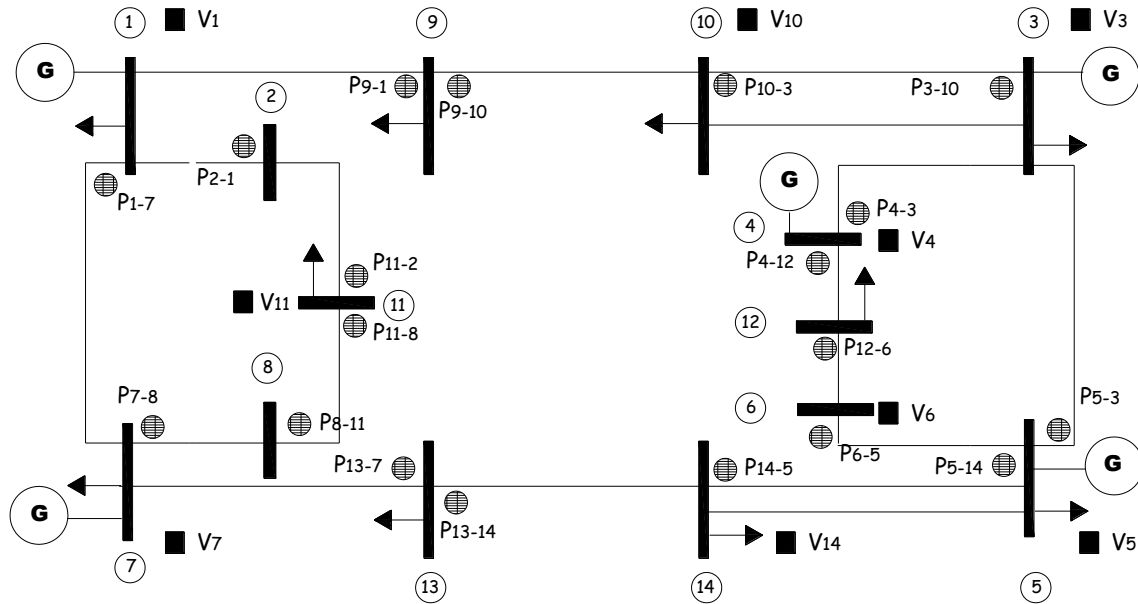 1 V1 9 10 V10 3 V3
G G
P9-1 P10-3 P3-10
2 P9-10
P2-1 G
P1-7 4 P4-3
V4
P11-2 P4-12
V11 11
P11-8 12
P12-6
8
P7-8 6 V6 P5-3
P8-11
P13-7 P14-5 P6-5 P5-14 G
G P13-14
V7 V14 V5
7 13 14 5